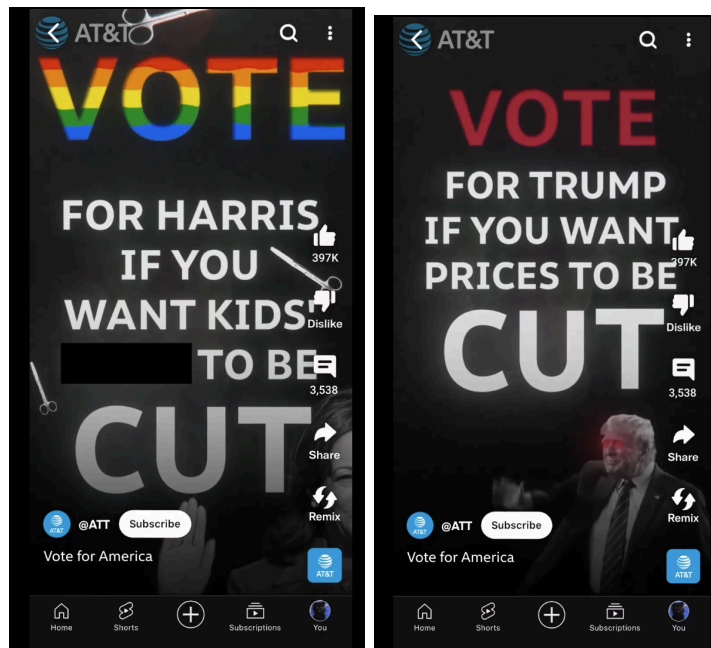 AT&T
VOTE
FOR HARRIS
IF YOU
WANT KIDS'
TO BE
CUT
397K
Dislike
3,538
Share
Remix
AT&T
@ATT
Subscribe
Vote for America
AT&T
Home
Shorts
Subscriptions
You
AT&T
VOTE
FOR TRUMP
IF YOU WANT
PRICES TO BE
CUT
397K
Dislike
3,538
Share
Remix
AT&T
@ATT
Subscribe
Vote for America
AT&T
Home
Shorts
Subscriptions
You